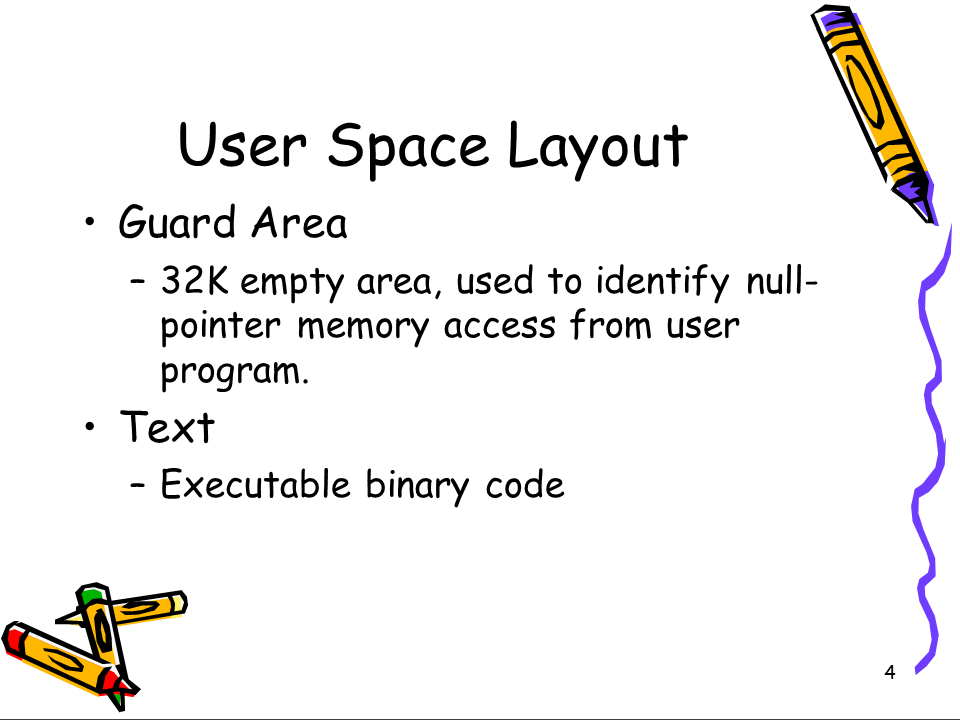 User Space Layout
• Guard Area
– 32K empty area, used to identify null-
pointer memory access from user
program.
• Text
– Executable binary code
4